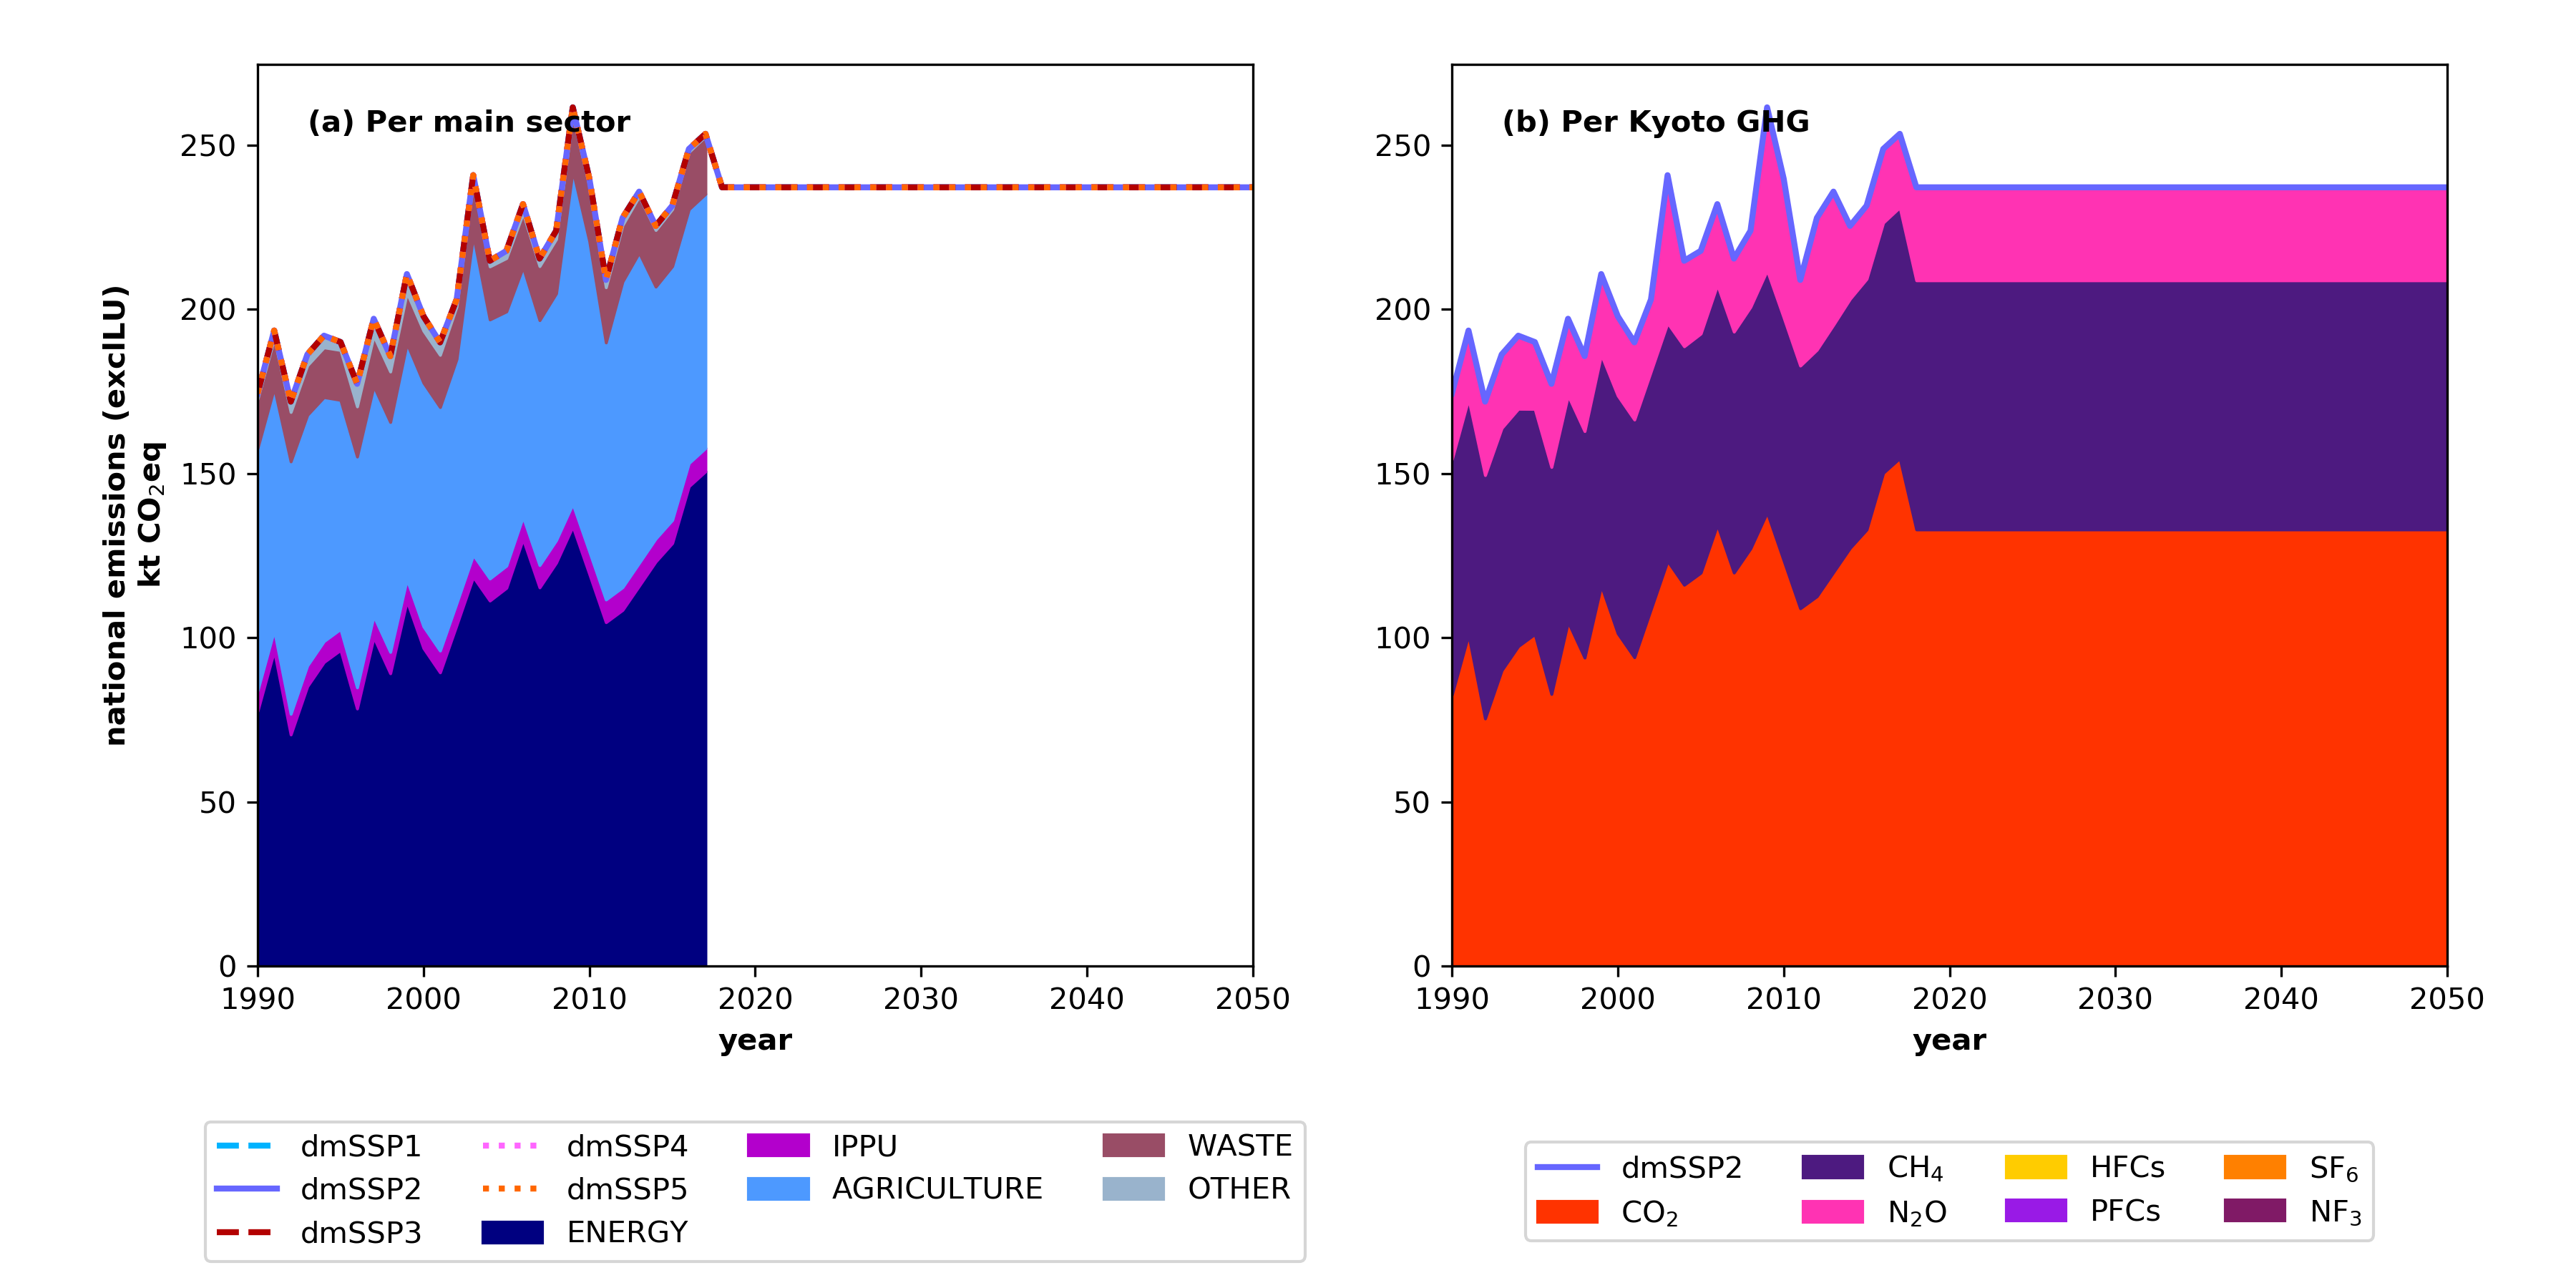 (a) Per main sector
national emissions (exclLU)
kt CO₂eq
250
200
150
100
50
0
1990 2000 2010 2020 2030 2040 2050
year
dmSSP1 dmSSP4 IPPU WASTE
dmSSP2 dmSSP5 AGRICULTURE OTHER
dmSSP3 ENERGY
(b) Per Kyoto GHG
250
200
150
100
50
0
1990 2000 2010 2020 2030 2040 2050
year
dmSSP2 CH₄ HFCs SF₆
CO₂ N₂O PFCs NF₃